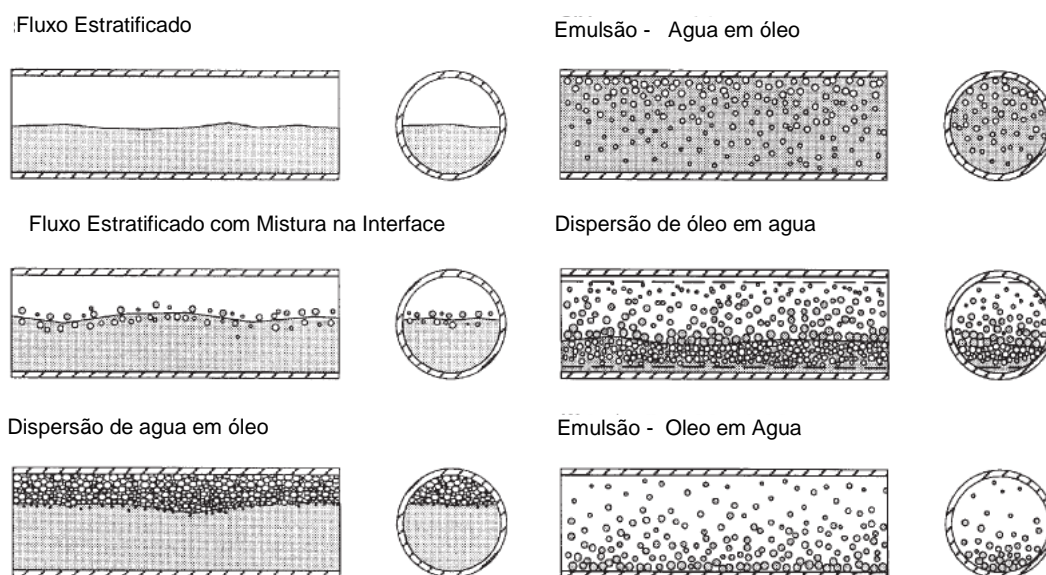 Fluxo Estratificado
Emulsão - Agua em óleo
Fluxo Estratificado com Mistura na Interface
Dispersão de óleo em agua
Dispersão de agua em óleo
Emulsão - Oleo em Agua